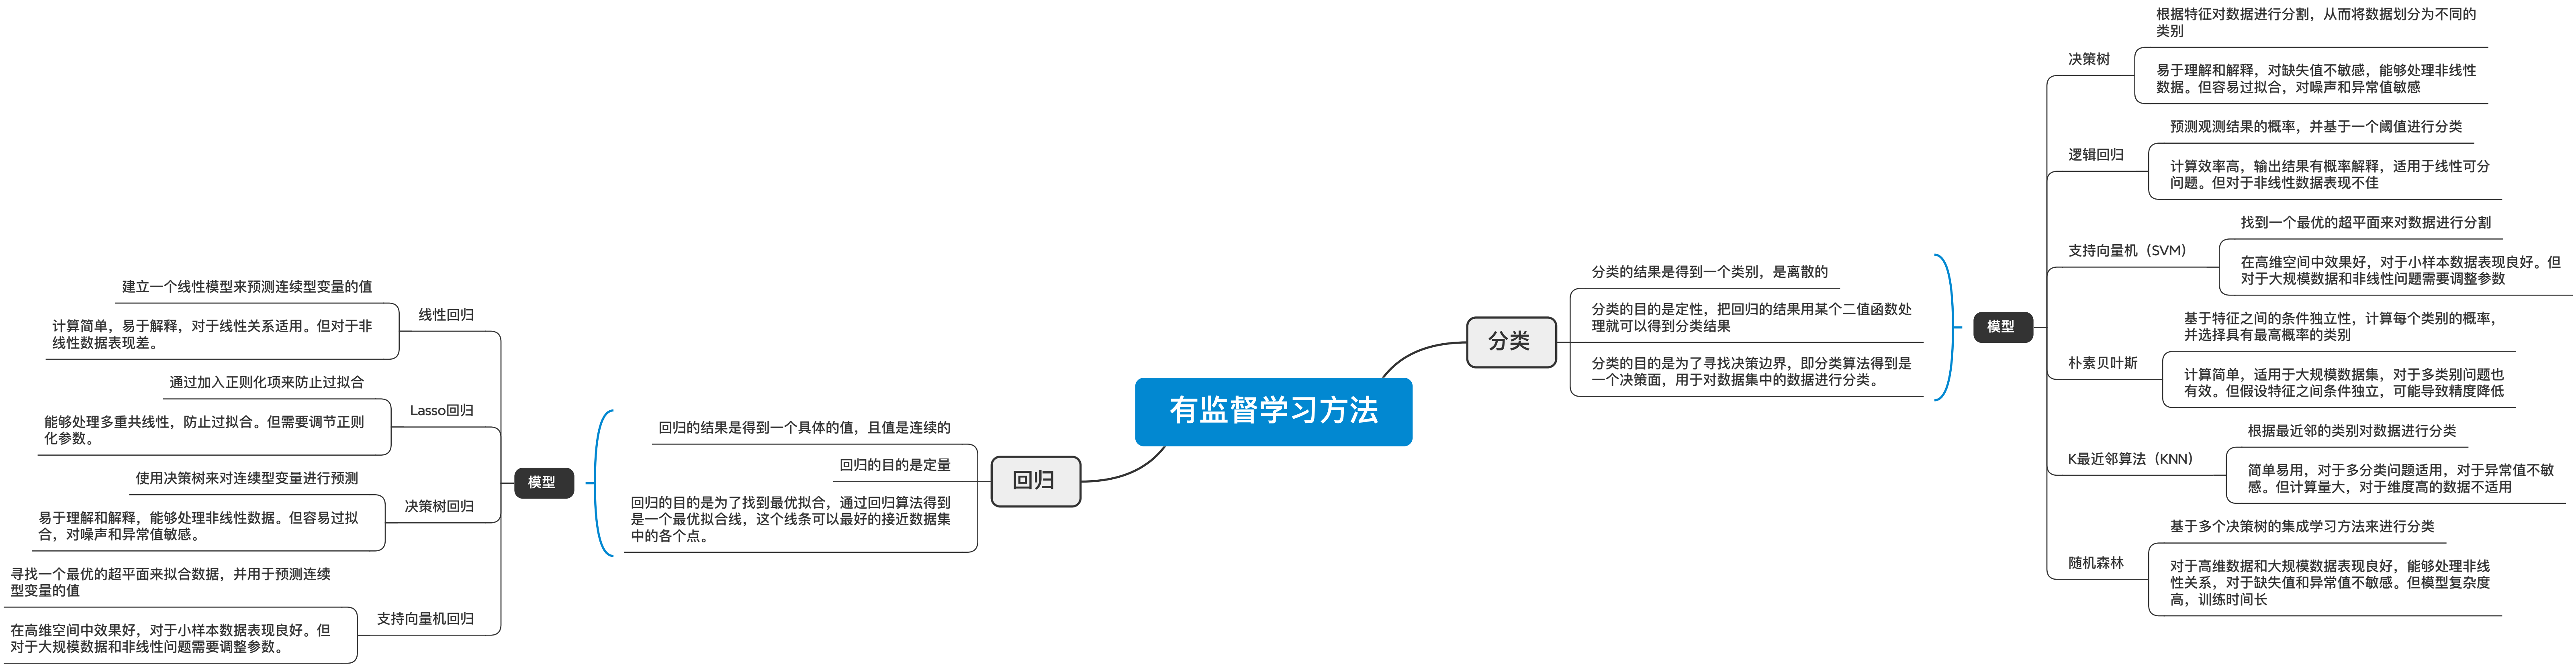 有监督学习方法
分类
分类的结果是得到一个类别，是离散的
分类的目的是定性，把回归的结果用某个二值函数处
理就可以得到分类结果
分类的目的是为了寻找决策边界，即分类算法得到是
一个决策面，用于对数据集中的数据进行分类。
模型
决策树
根据特征对数据进行分割，从而将数据划分为不同的
类别
易于理解和解释，对缺失值不敏感，能够处理非线性
数据。但容易过拟合，对噪声和异常值敏感
逻辑回归
预测观测结果的概率，并基于一个阈值进行分类
计算效率高，输出结果有概率解释，适用于线性可分
问题。但对于非线性数据表现不佳
支持向量机（SVM）
找到一个最优的超平面来对数据进行分割
在高维空间中效果好，对于小样本数据表现良好。但
对于大规模数据和非线性问题需要调整参数
朴素贝叶斯
基于特征之间的条件独立性，计算每个类别的概率，
并选择具有最高概率的类别
计算简单，适用于大规模数据集，对于多类别问题也
有效。但假设特征之间条件独立，可能导致精度降低
K最近邻算法（KNN）
根据最近邻的类别对数据进行分类
简单易用，对于多分类问题适用，对于异常值不敏
感。但计算量大，对于维度高的数据不适用
随机森林
基于多个决策树的集成学习方法来进行分类
对于高维数据和大规模数据表现良好，能够处理非线
性关系，对于缺失值和异常值不敏感。但模型复杂度
高，训练时间长
回归
回归的结果是得到一个具体的值，且值是连续的
回归的目的是定量
回归的目的是为了找到最优拟合，通过回归算法得到
是一个最优拟合线，这个线条可以最好的接近数据集
中的各个点。
模型
线性回归
建立一个线性模型来预测连续型变量的值
计算简单，易于解释，对于线性关系适用。但对于非
线性数据表现差。
Lasso回归
通过加入正则化项来防止过拟合
能够处理多重共线性，防止过拟合。但需要调节正则
化参数。
决策树回归
使用决策树来对连续型变量进行预测
易于理解和解释，能够处理非线性数据。但容易过拟
合，对噪声和异常值敏感。
支持向量机回归
寻找一个最优的超平面来拟合数据，并用于预测连续
型变量的值
在高维空间中效果好，对于小样本数据表现良好。但
对于大规模数据和非线性问题需要调整参数。